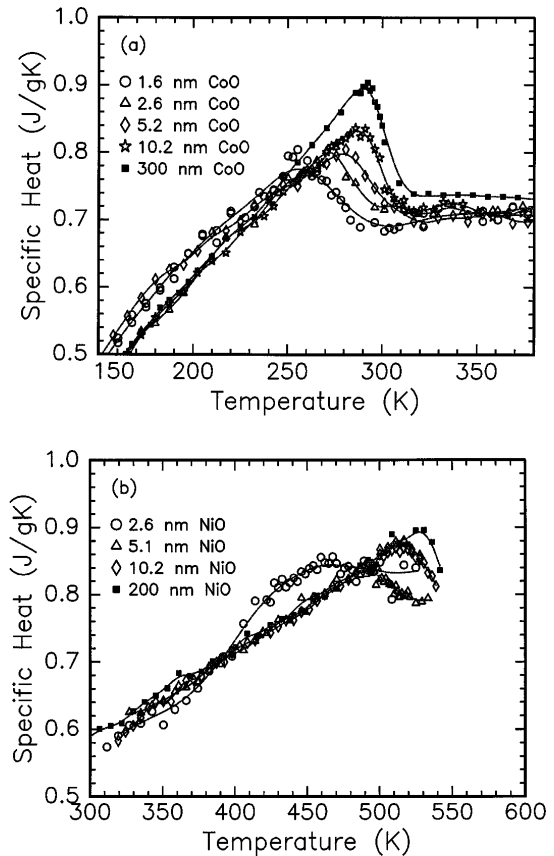 (a)
1.6 nm CoO
2.6 nm CoO
5.2 nm CoO
10.2 nm CoO
300 nm CoO
1.0
0.9
0.8
0.7
0.6
0.5
Specific Heat (J/gK)
150 200 250 300 350
Temperature (K)
(b)
2.6 nm NiO
5.1 nm NiO
10.2 nm NiO
200 nm NiO
1.0
0.9
0.8
0.7
0.6
0.5
Specific Heat (J/gK)
300 350 400 450 500 550 600
Temperature (K)